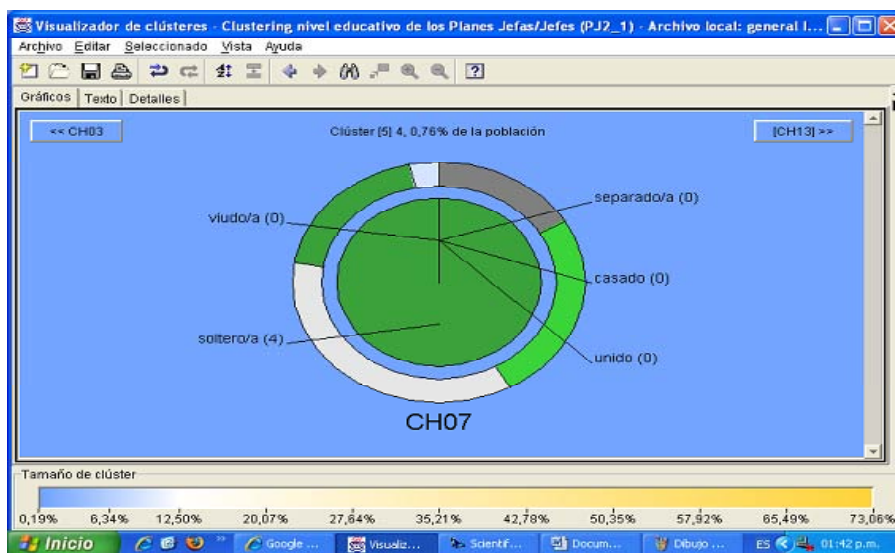 Visualizador de clústeres - Clustering nivel educativo de los Planes Jefas/Jefes (PJ2_1) - Archivo local: general l...
Archivo Editar Seleccionado Vista Ayuda
Gráficos Texto Detalles
<< CH03
Clúster [5] 4, 0,76% de la población
[CH13] >>
viudo/a (0)
separado/a (0)
casado (0)
soltero/a (4)
unido (0)
CH07
Tamaño de clúster
0,19% 6,34% 12,50% 20,07% 27,64% 35,21% 42,78% 50,35% 57,92% 65,49% 73,06%
Inicio Google ... Visualiz... Scientif... Docum... Dibujo ... ES 01:42 p.m.